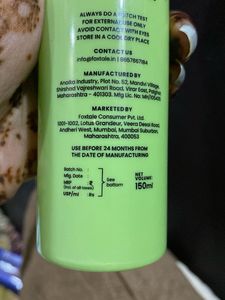 ALWAYS DO A PATCH TEST
FOR EXTERNAL USE ONLY
AVOID CONTACT WITH EYES
STORE IN A COOL DRY PLACE
CONTACT US
info@foxtale.in | 8657667184
MANUFACTURED BY
Industry, Plot No. 52, Mandvi Village,
Shirshad Vajreshwari Road, Virar East, Palghar
Maharashtra - 401303. Mfg Lic. No:
MARKETED BY
Foxtale Consumer Pvt. Ltd.
1001-1002, Lotus Grandeur, Veera Desai Road,
Andheri West, Mumbai, Mumbai Suburban,
Maharashtra, 400053
USE BEFORE 24 MONTHS FROM
THE DATE OF MANUFACTURING
Batch No. :
Mfg. Date :
MRP : ₹
(Incl. of all taxes)
USP/ml : Rs
See
bottom
NET
VOLUME:
150ml